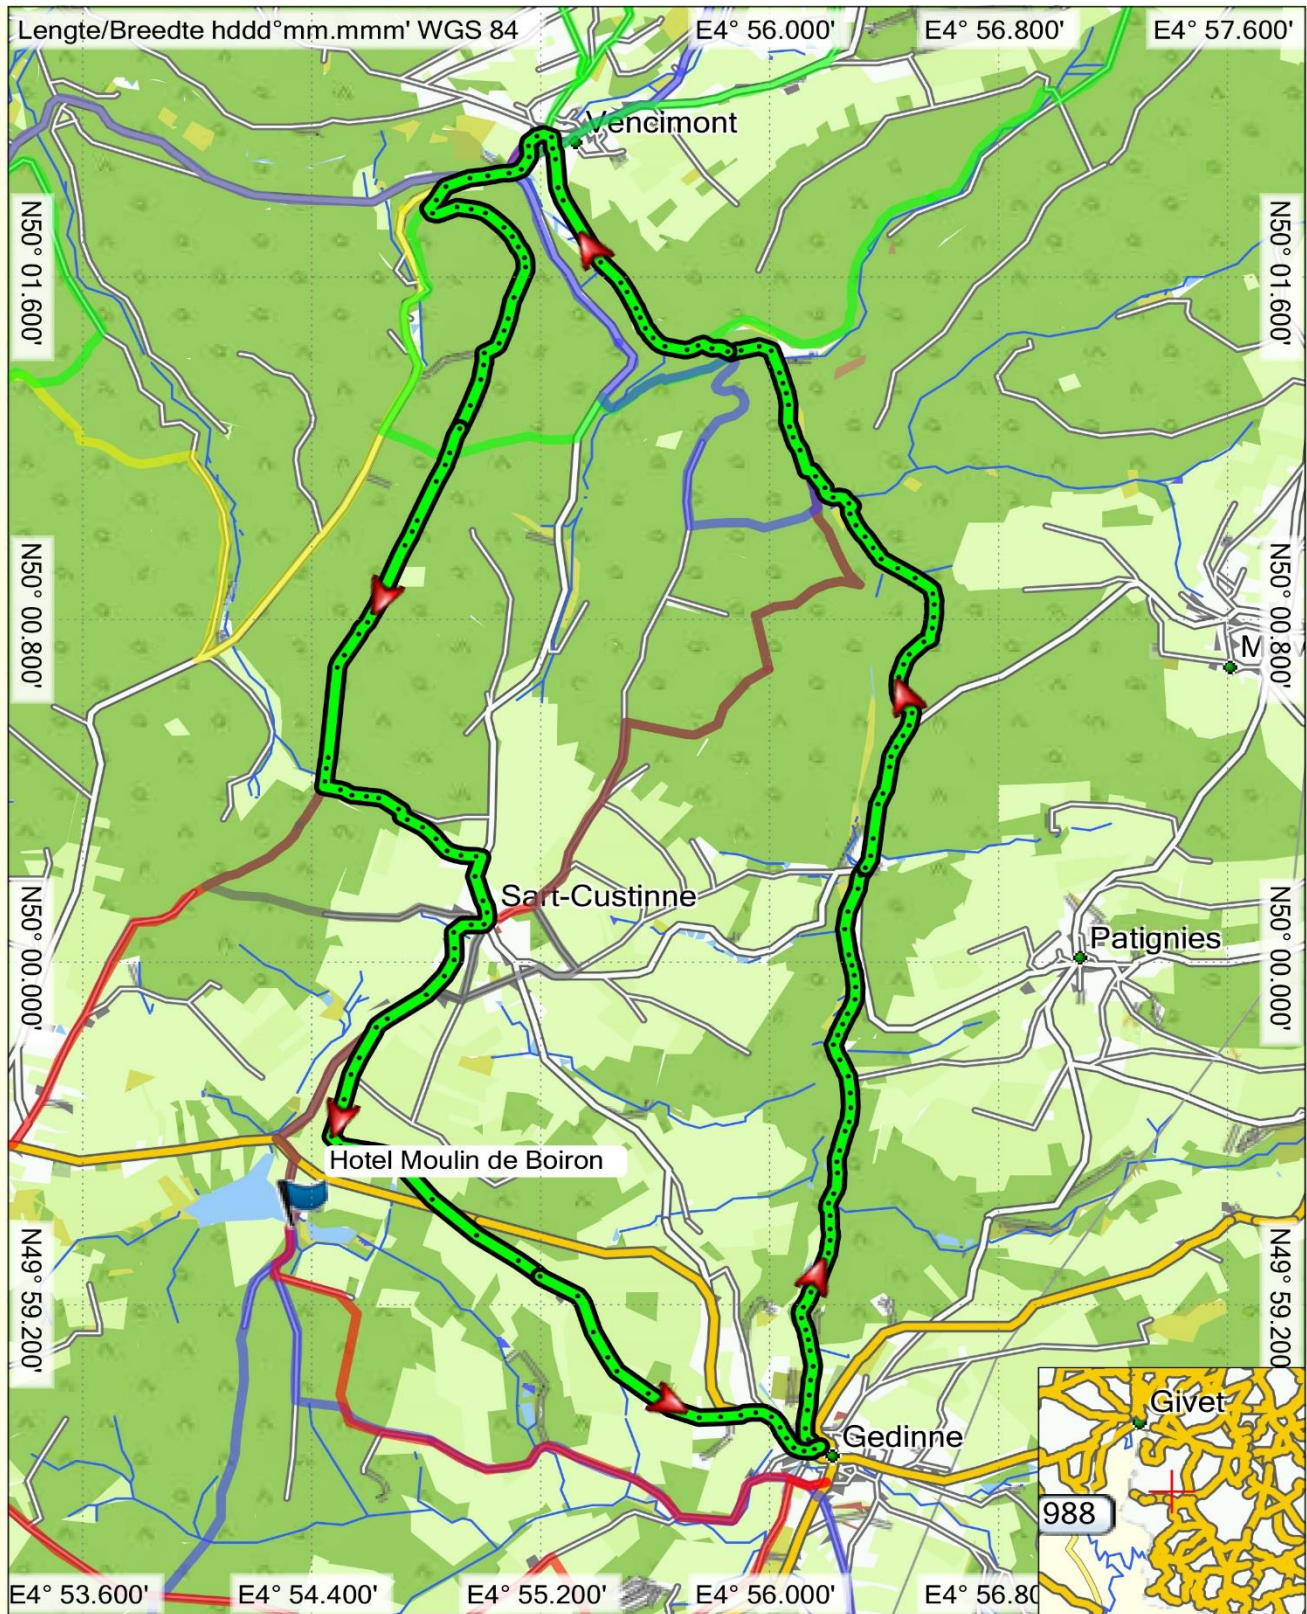 Lengte/Breedte hddd°mm.mmm' WGS 84
E4° 56.000'
E4° 56.800'
E4° 57.600'
Vencimont
N50° 01.600'
N50° 01.600'
N50° 00.800'
N50° 00.800'
M
Sart-Custinne
Patignies
N50° 00.000'
N50° 00.000'
Hotel Moulin de Boiron
N49° 59.200'
N49° 59.200'
Givet
Gedinne
988
E4° 53.600'
E4° 54.400'
E4° 55.200'
E4° 56.000'
E4° 56.80